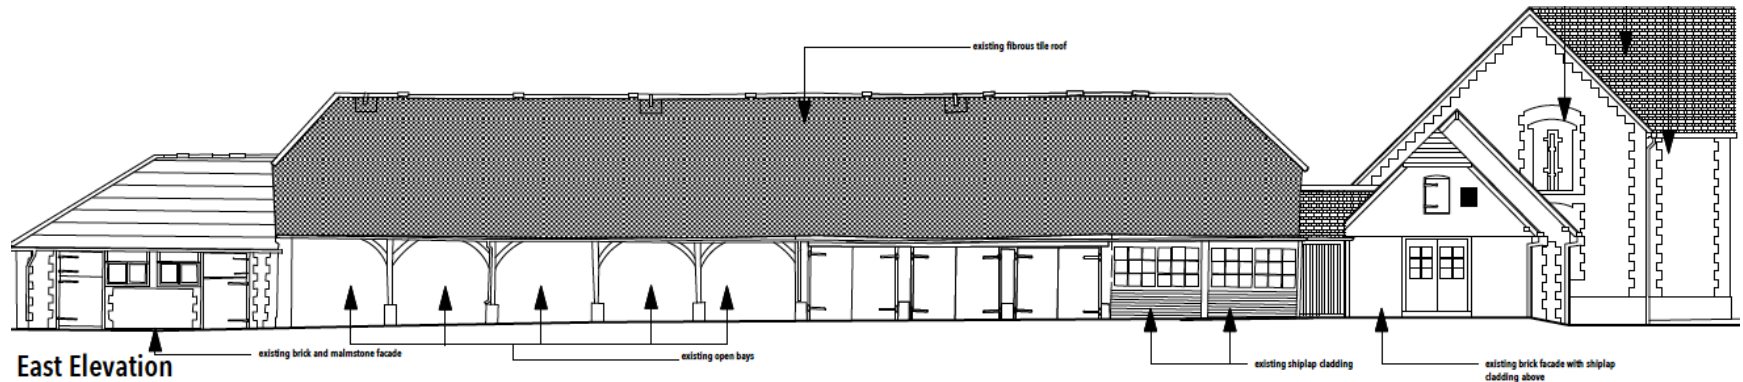 existing fibrous tile roof
existing brick and malmstone facade
existing open bays
existing shiplap cladding
existing brick facade with shiplap
cladding above
East Elevation